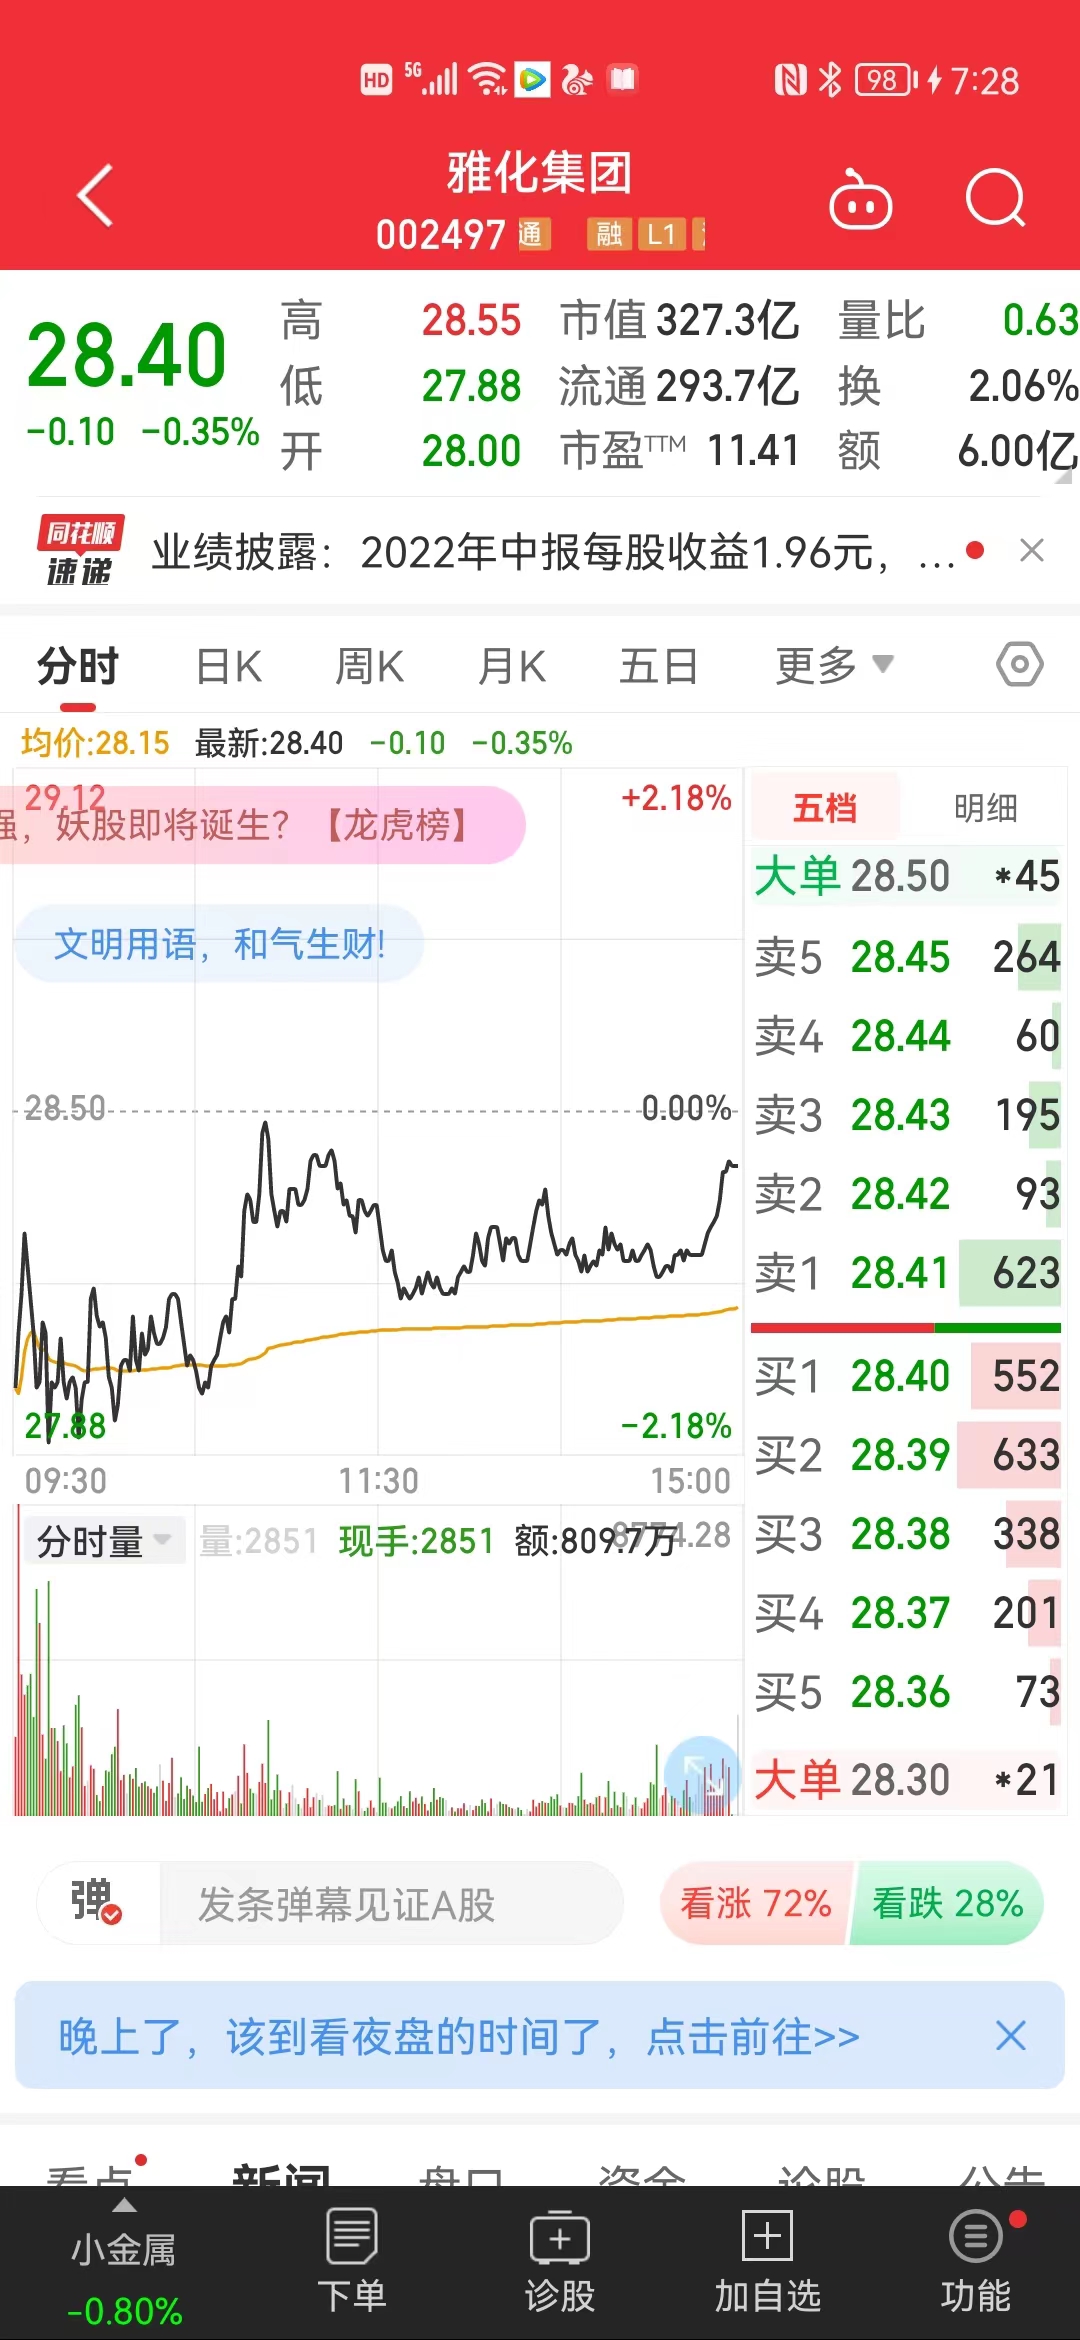 HD 5G 98 7:28
雅化集团
002497 通 融 L1
28.40
-0.10 -0.35%
高 28.55 市值 327.3亿 量比 0.63
低 27.88 流通 293.7亿 换 2.06%
开 28.00 市盈TTM 11.41 额 6.00亿
同花顺
速递
业绩披露：2022年中报每股收益1.96元，...
分时 日K 周K 月K 五日 更多
均价:28.15 最新:28.40 -0.10 -0.35%
29.12 +2.18%
强，妖股即将诞生？【龙虎榜】
文明用语，和气生财!
28.50 0.00%
27.88 -2.18%
09:30 11:30 15:00
分时量 量:2851 现手:2851 额:809.7万
五档 明细
大单 28.50 *45
卖5 28.45 264
卖4 28.44 60
卖3 28.43 195
卖2 28.42 93
卖1 28.41 623
买1 28.40 552
买2 28.39 633
买3 28.38 338
买4 28.37 201
买5 28.36 73
大单 28.30 *21
弹 发条弹幕见证A股 看涨 72% 看跌 28%
晚上了，该到看夜盘的时间了，点击前往>>
看点 新闻 盘口 资金 论股 公告
小金属 下单 诊股 加自选 功能
-0.80%